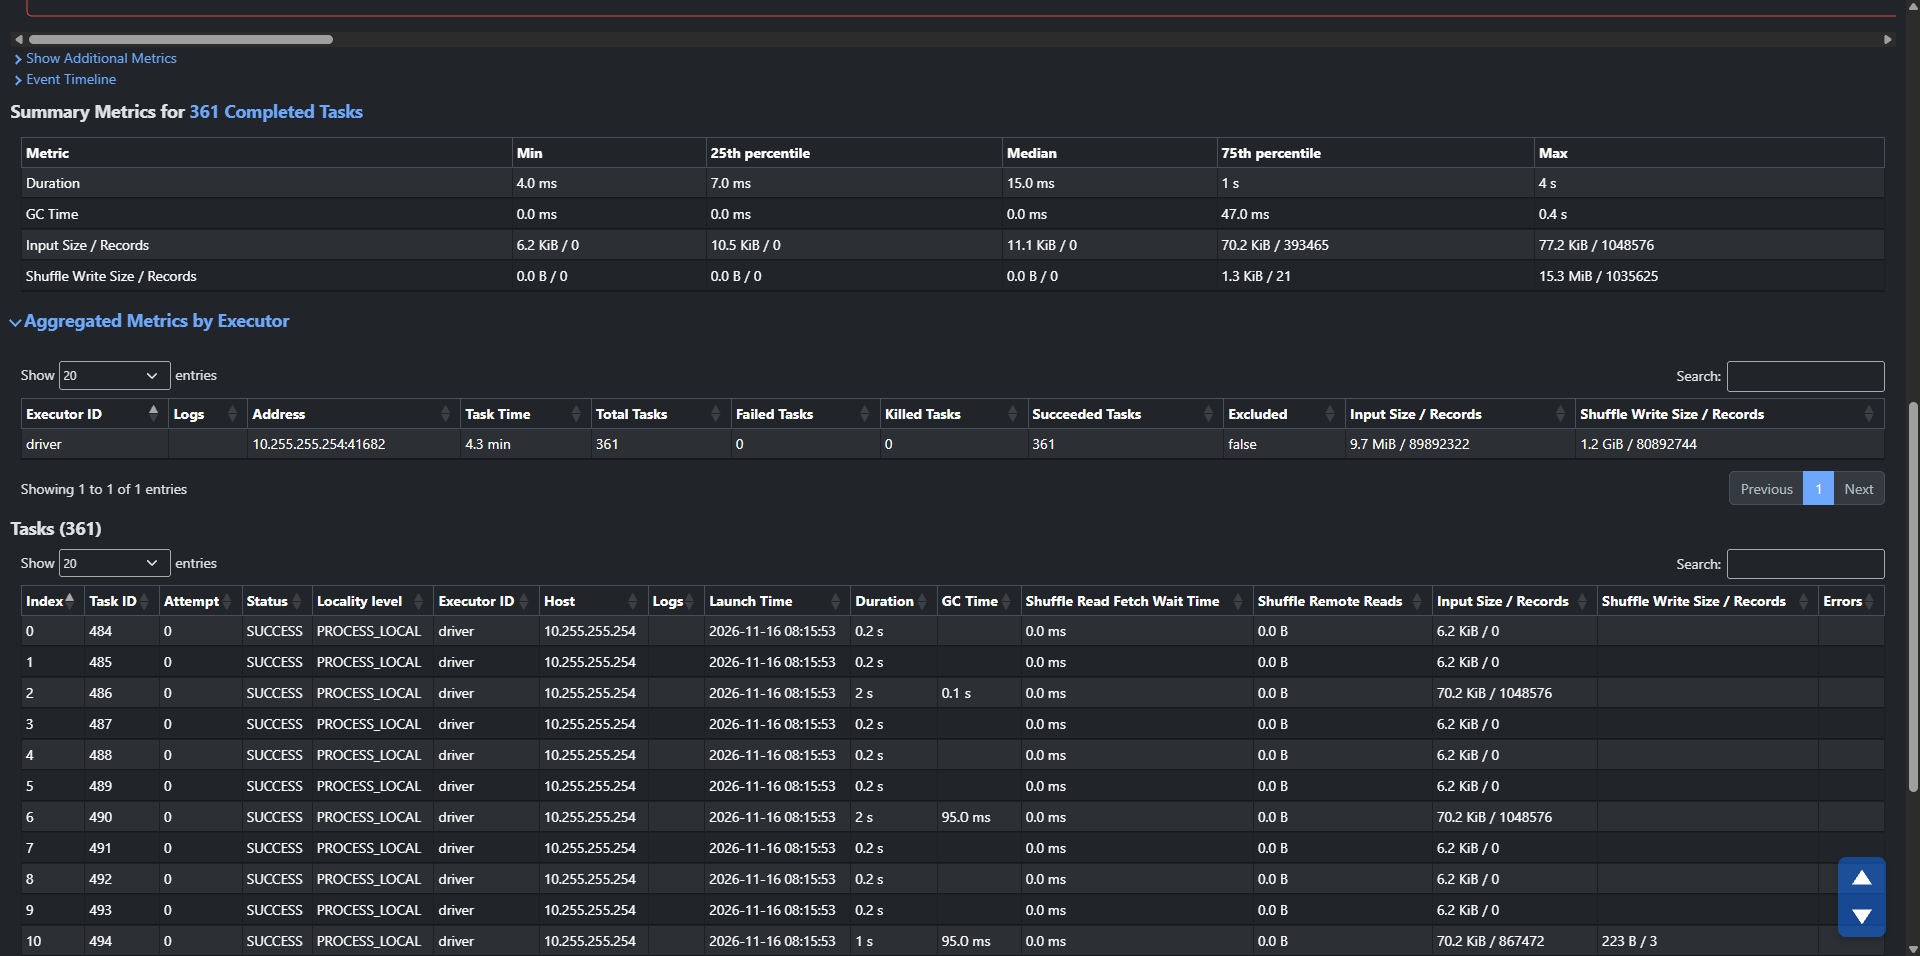 Show Additional Metrics
Event Timeline
Summary Metrics for 361 Completed Tasks
Metric Min 25th percentile Median 75th percentile Max
Duration 4.0 ms 7.0 ms 15.0 ms 1 s 4 s
GC Time 0.0 ms 0.0 ms 0.0 ms 47.0 ms 0.4 s
Input Size / Records 6.2 KiB / 0 10.5 KiB / 0 11.1 KiB / 0 70.2 KiB / 393465 77.2 KiB / 1048576
Shuffle Write Size / Records 0.0 B / 0 0.0 B / 0 0.0 B / 0 1.3 KiB / 21 15.3 MiB / 1035625
Aggregated Metrics by Executor
Show 20 entries Search:
Executor ID Logs Address Task Time Total Tasks Failed Tasks Killed Tasks Succeeded Tasks Excluded Input Size / Records Shuffle Write Size / Records
driver 10.255.255.254:41682 4.3 min 361 0 0 361 false 9.7 MiB / 89892322 1.2 GiB / 80892744
Showing 1 to 1 of 1 entries Previous 1 Next
Tasks (361)
Show 20 entries Search:
Index Task ID Attempt Status Locality level Executor ID Host Logs Launch Time Duration GC Time Shuffle Read Fetch Wait Time Shuffle Remote Reads Input Size / Records Shuffle Write Size / Records Errors
0 484 0 SUCCESS PROCESS_LOCAL driver 10.255.255.254 2026-11-16 08:15:53 0.2 s 0.0 ms 0.0 B 6.2 KiB / 0
1 485 0 SUCCESS PROCESS_LOCAL driver 10.255.255.254 2026-11-16 08:15:53 0.2 s 0.0 ms 0.0 B 6.2 KiB / 0
2 486 0 SUCCESS PROCESS_LOCAL driver 10.255.255.254 2026-11-16 08:15:53 2 s 0.1 s 0.0 ms 0.0 B 70.2 KiB / 1048576
3 487 0 SUCCESS PROCESS_LOCAL driver 10.255.255.254 2026-11-16 08:15:53 0.2 s 0.0 ms 0.0 B 6.2 KiB / 0
4 488 0 SUCCESS PROCESS_LOCAL driver 10.255.255.254 2026-11-16 08:15:53 0.2 s 0.0 ms 0.0 B 6.2 KiB / 0
5 489 0 SUCCESS PROCESS_LOCAL driver 10.255.255.254 2026-11-16 08:15:53 0.2 s 0.0 ms 0.0 B 6.2 KiB / 0
6 490 0 SUCCESS PROCESS_LOCAL driver 10.255.255.254 2026-11-16 08:15:53 2 s 95.0 ms 0.0 ms 0.0 B 70.2 KiB / 1048576
7 491 0 SUCCESS PROCESS_LOCAL driver 10.255.255.254 2026-11-16 08:15:53 0.2 s 0.0 ms 0.0 B 6.2 KiB / 0
8 492 0 SUCCESS PROCESS_LOCAL driver 10.255.255.254 2026-11-16 08:15:53 0.2 s 0.0 ms 0.0 B 6.2 KiB / 0
9 493 0 SUCCESS PROCESS_LOCAL driver 10.255.255.254 2026-11-16 08:15:53 0.2 s 0.0 ms 0.0 B 6.2 KiB / 0
10 494 0 SUCCESS PROCESS_LOCAL driver 10.255.255.254 2026-11-16 08:15:53 1 s 95.0 ms 0.0 ms 0.0 B 70.2 KiB / 867472 223 B / 3